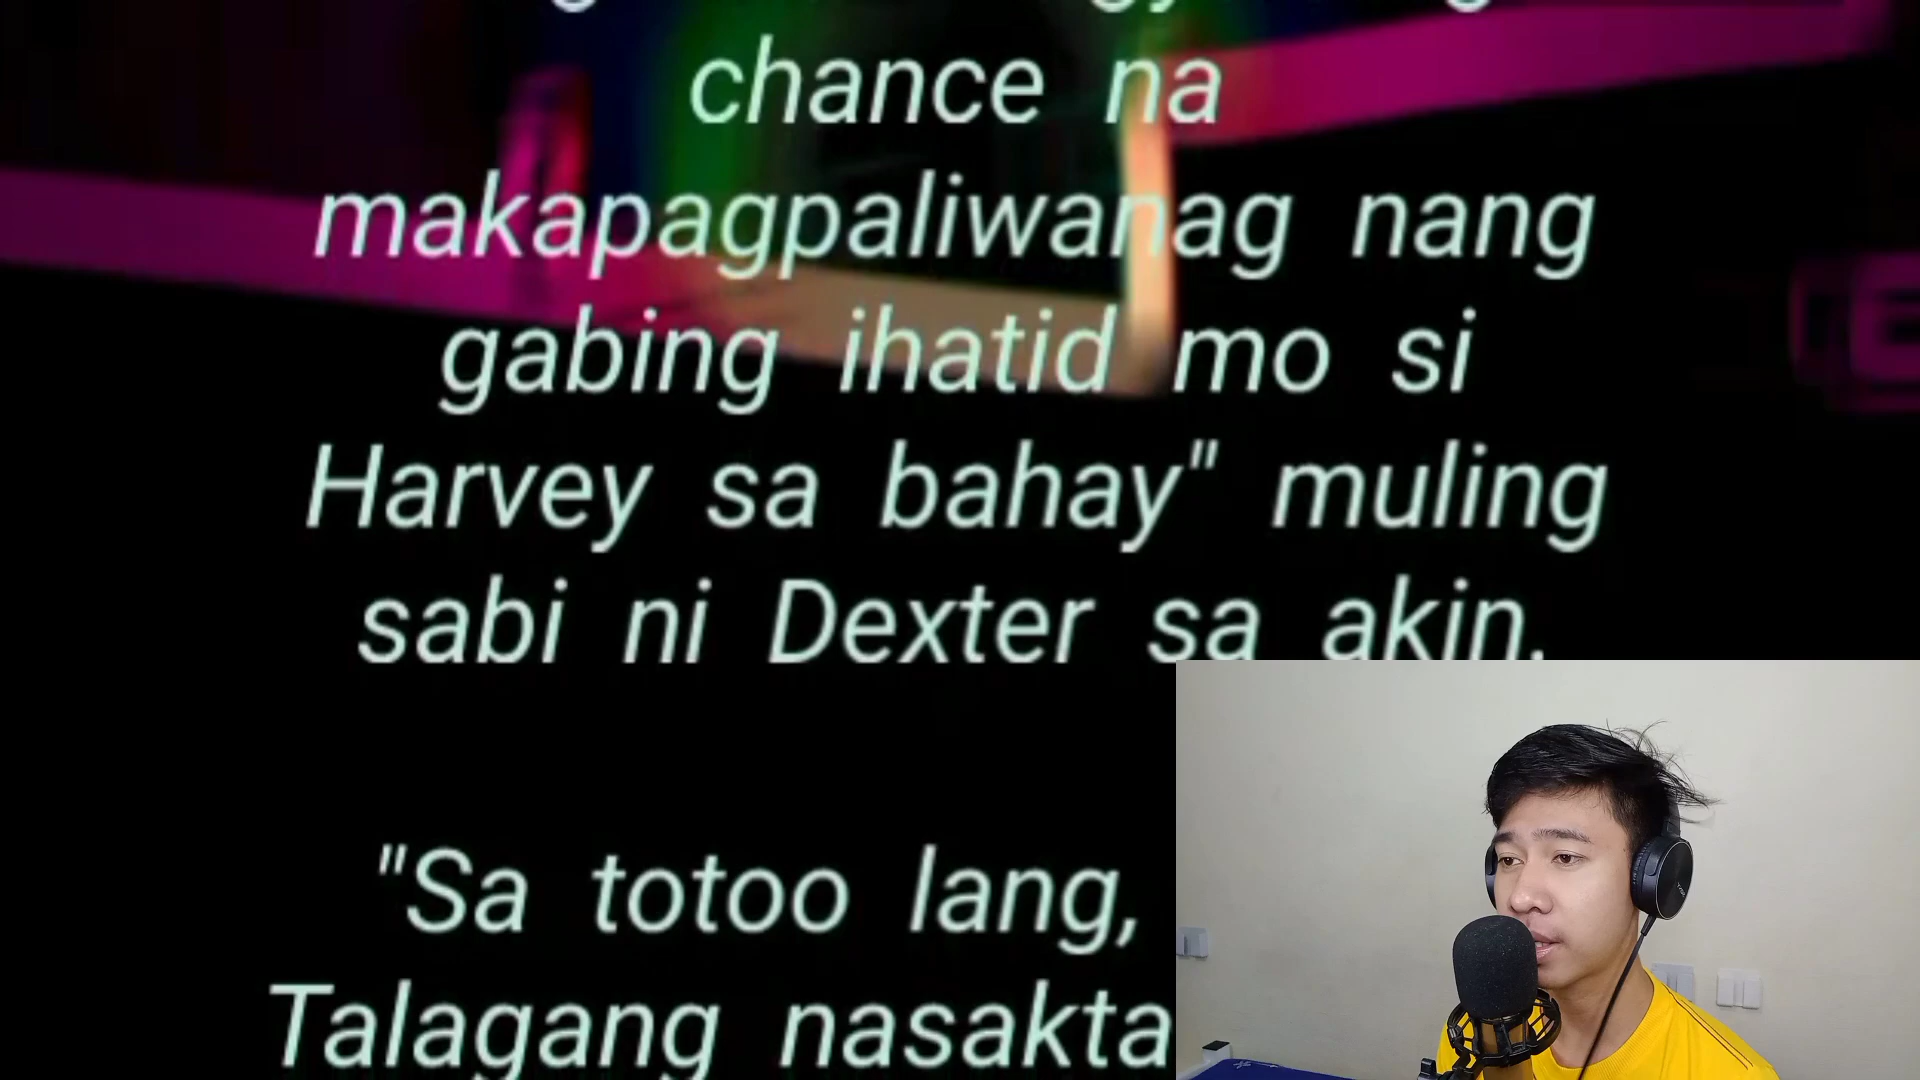 chance na
makapagpaliwanag nang
gabing ihatid mo si
Harvey sa bahay" muling
sabi ni Dexter sa akin.
"Sa totoo lang,
Talagang nasakta